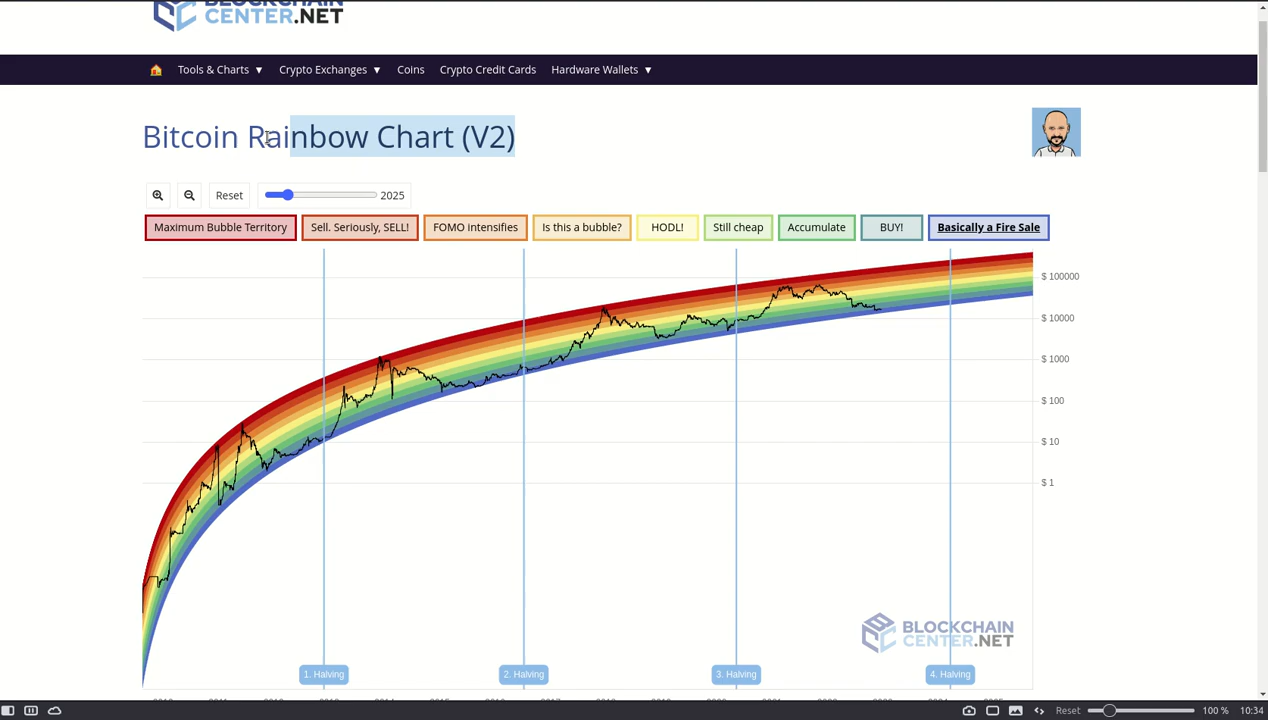 BLOCKCHAIN
CENTER.NET
Tools & Charts ▼ Crypto Exchanges ▼ Coins Crypto Credit Cards Hardware Wallets ▼
Bitcoin Rainbow Chart (V2)
Reset 2025
Maximum Bubble Territory Sell. Seriously, SELL! FOMO intensifies Is this a bubble? HODL! Still cheap Accumulate BUY! Basically a Fire Sale
$ 100000
$ 10000
$ 1000
$ 100
$ 10
$ 1
BLOCKCHAIN
CENTER.NET
1. Halving 2. Halving 3. Halving 4. Halving
Reset 100 % 10:34